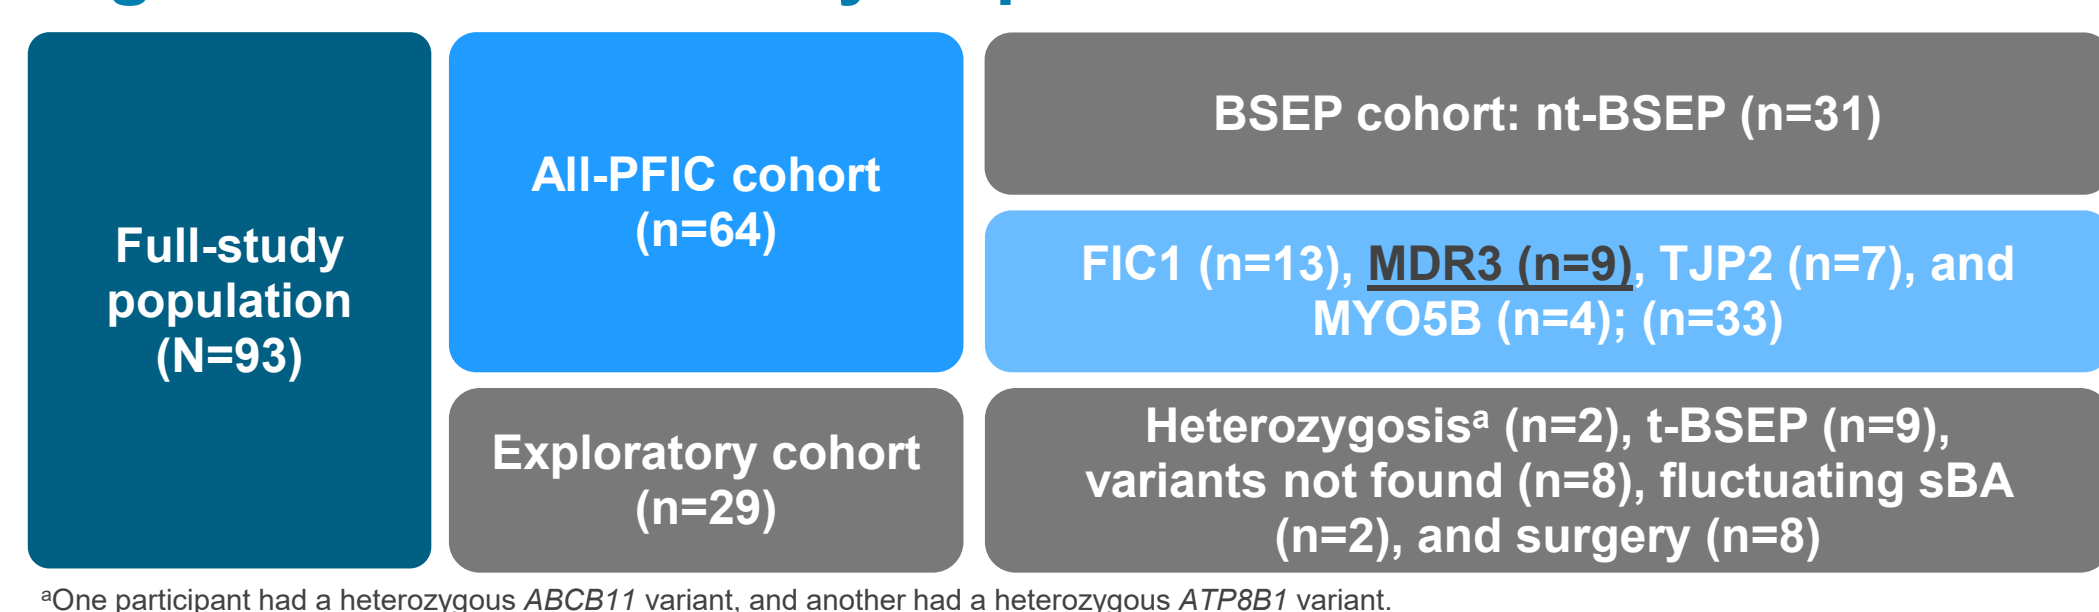 Full-study
population
(N=93)
All-PFIC cohort
(n=64)
Exploratory cohort
(n=29)
BSEP cohort: nt-BSEP (n=31)
FIC1 (n=13), MDR3 (n=9), TJP2 (n=7), and
MYO5B (n=4); (n=33)
Heterozygosisᵃ (n=2), t-BSEP (n=9),
variants not found (n=8), fluctuating sBA
(n=2), and surgery (n=8)
ᵃOne participant had a heterozygous ABCB11 variant, and another had a heterozygous ATP8B1 variant.